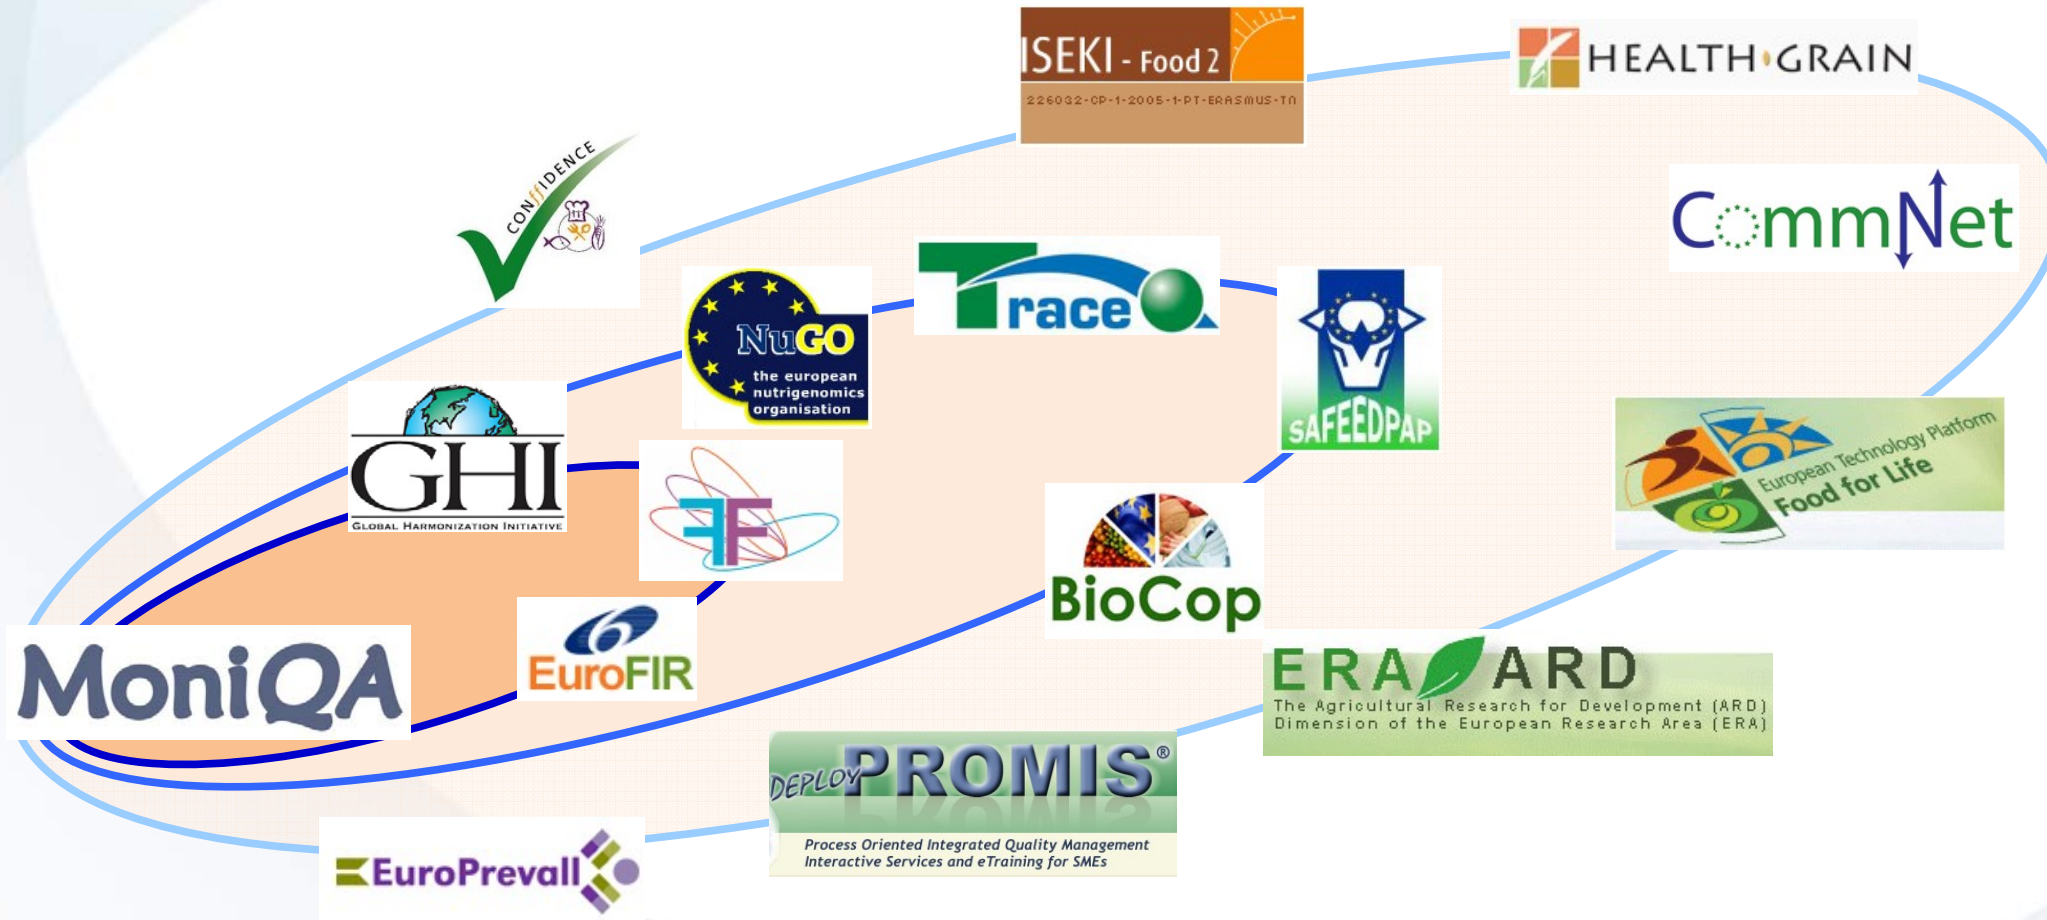 ISEKI - Food 2
226032-CP-1-2005-1-PT-ERASMUS-TN
HEALTH GRAIN
CONffIDENCE
CommNet
Trace
NuGO
the european
nutrigenomics
organisation
SAFEEDPAP
GHI
GLOBAL HARMONIZATION INITIATIVE
FF
European Technology Platform
Food for Life
BioCop
MoniQA
6
EuroFIR
ERA ARD
The Agricultural Research for Development (ARD)
Dimension of the European Research Area (ERA)
DEPLOY PROMIS®
Process Oriented Integrated Quality Management
Interactive Services and eTraining for SMEs
EuroPrevall